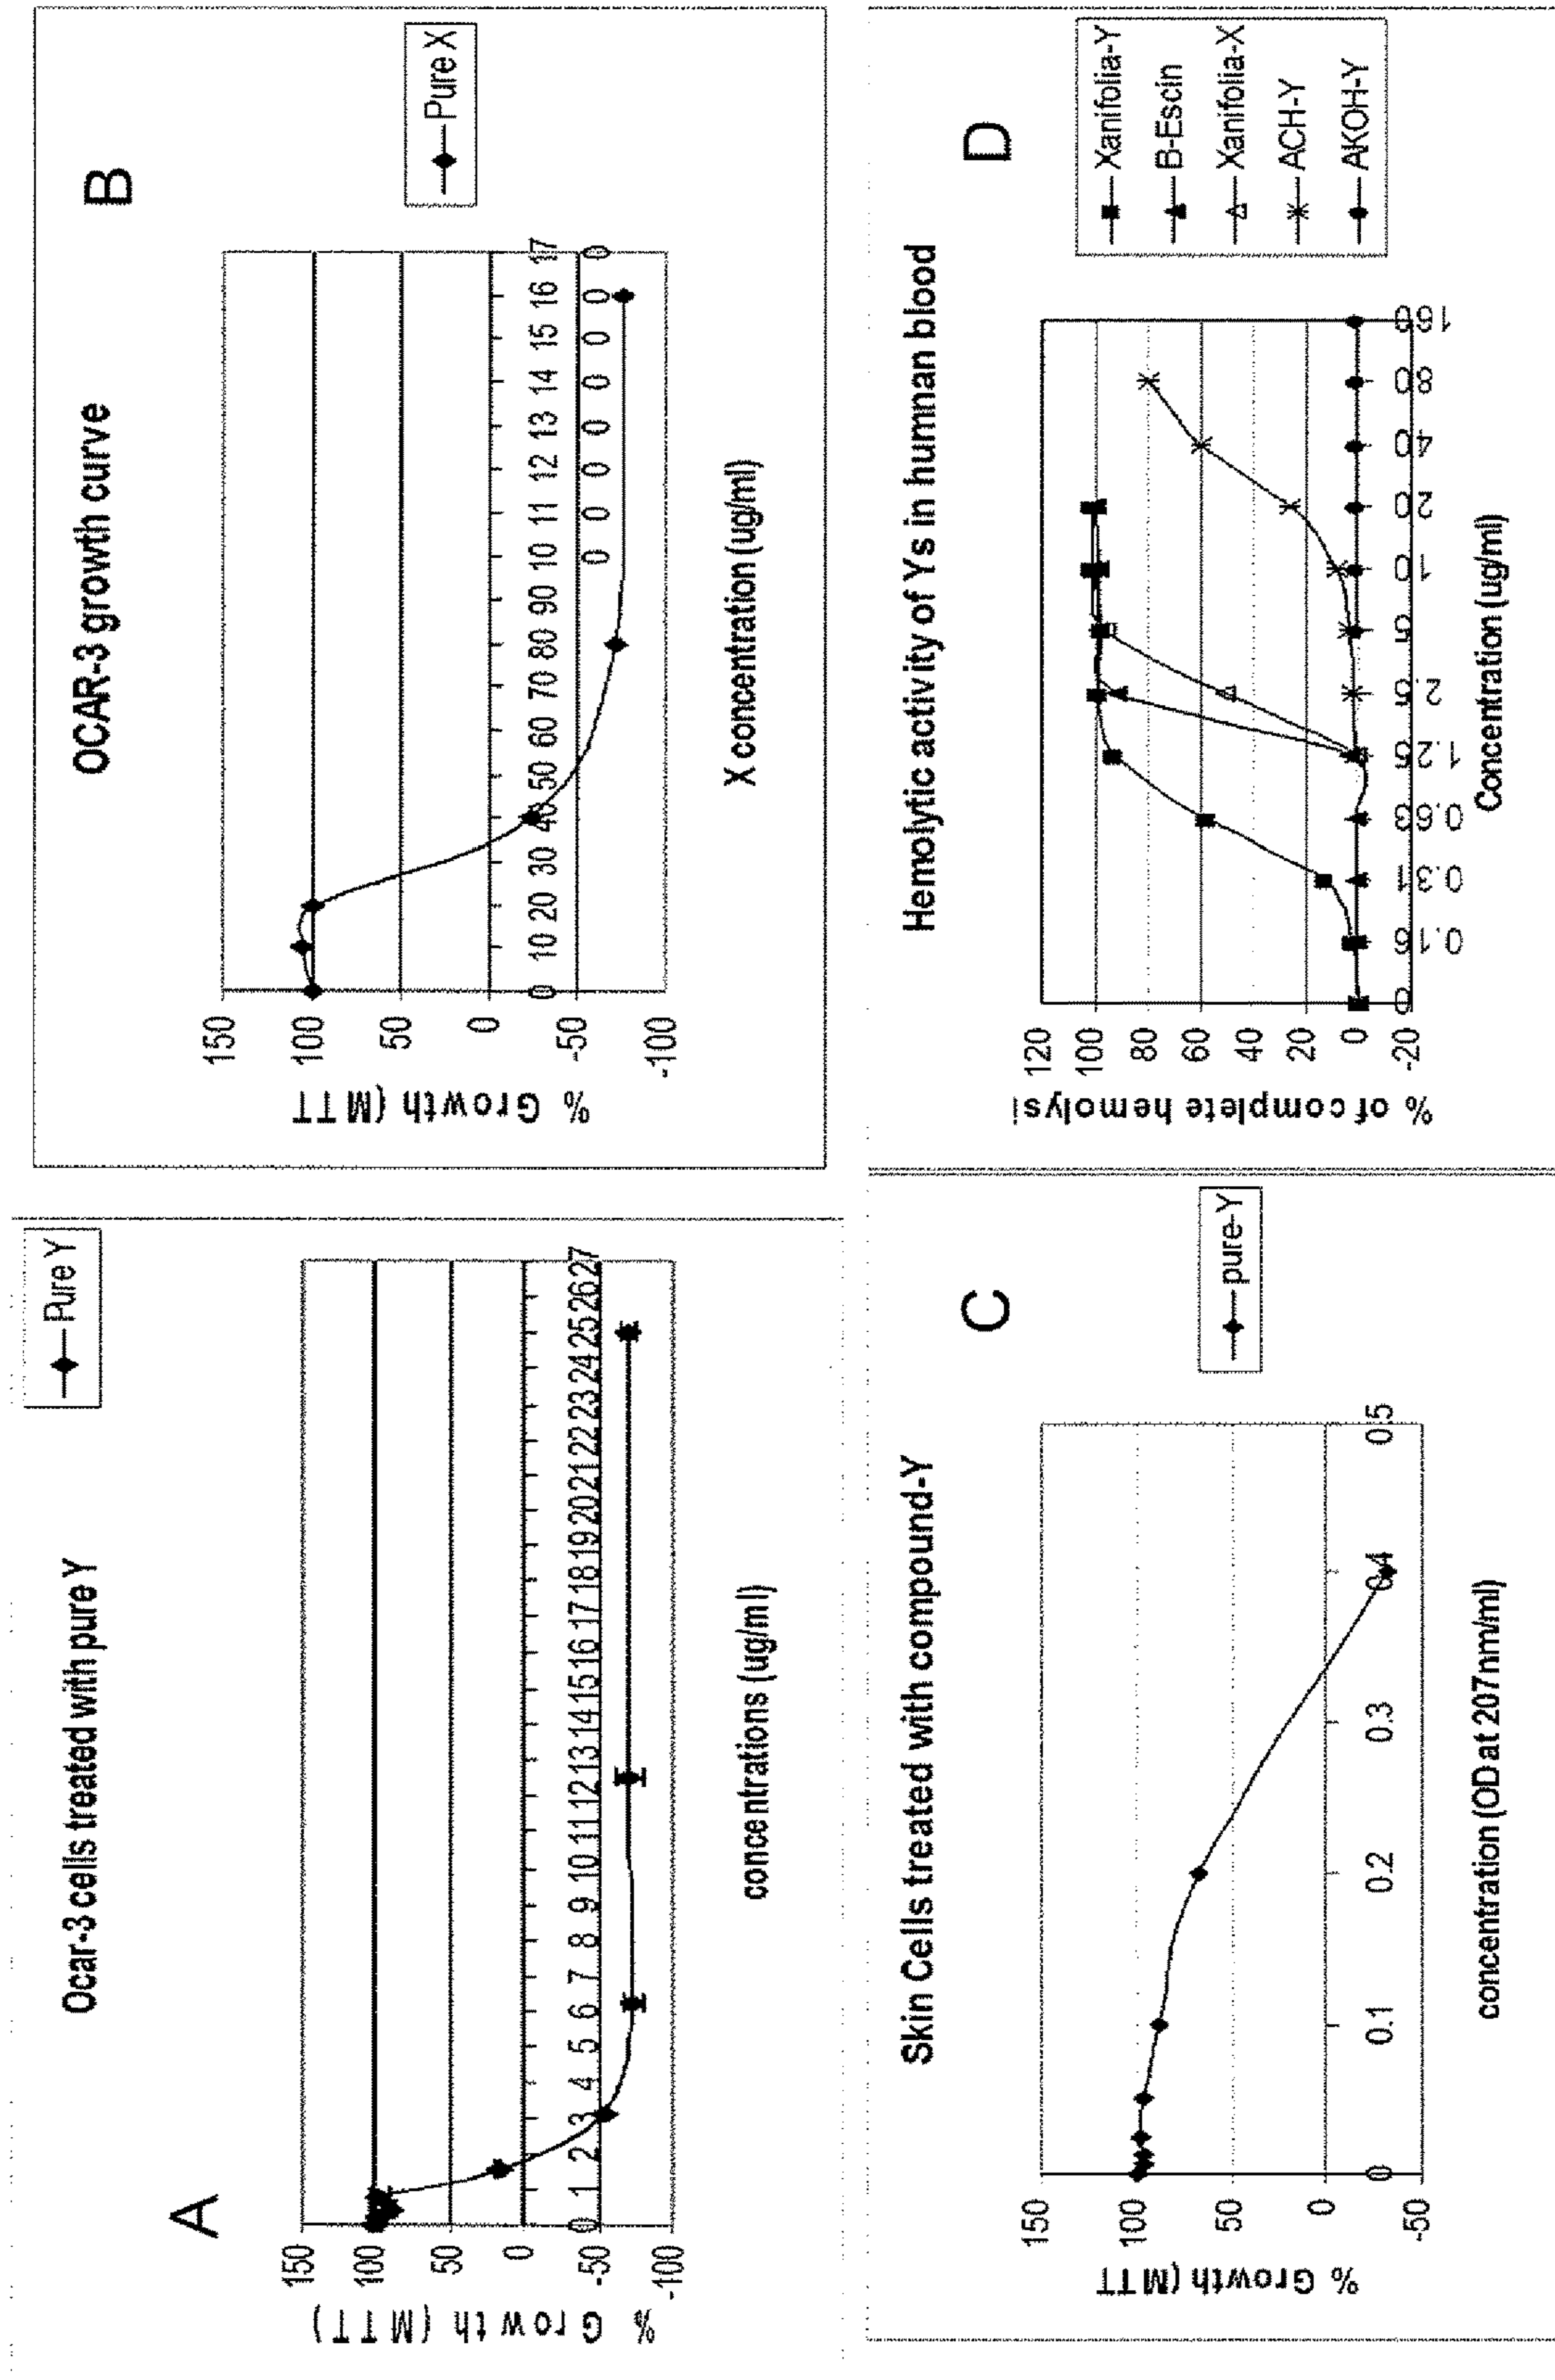 A
Ocar-3 cells treated with pure Y
Pure Y
% Growth (MTT)
150
100
50
0
-50
-100
0 1 2 3 4 5 6 7 8 9 10 11 12 13 14 15 16 17 18 19 20 21 22 23 24 25 26 27
concentrations (ug/ml)
B
OCAR-3 growth curve
Pure X
% Growth (MTT
150
100
50
0
-50
-100
0 10 20 30 40 50 60 70 80 90 10 11 12 13 14 15 16 17
0 0 0 0 0 0 0 0
X concentration (ug/ml)
C
Skin Cells treated with compound-Y
pure-Y
% Growth (MTT
150
100
50
0
-50
0 0.1 0.2 0.3 0.4 0.5
concentration (OD at 207nm/ml)
D
Hemolytic activity of Ys in humnan blood
Xanifolia-Y
B-Escin
Xanifolia-X
ACH-Y
AKOH-Y
% of complete hemolysi
120
100
80
60
40
20
0
-20
0 0.16 0.31 0.63 1.25 2.5 5 10 20 40 80 160
Concentration (ug/ml)